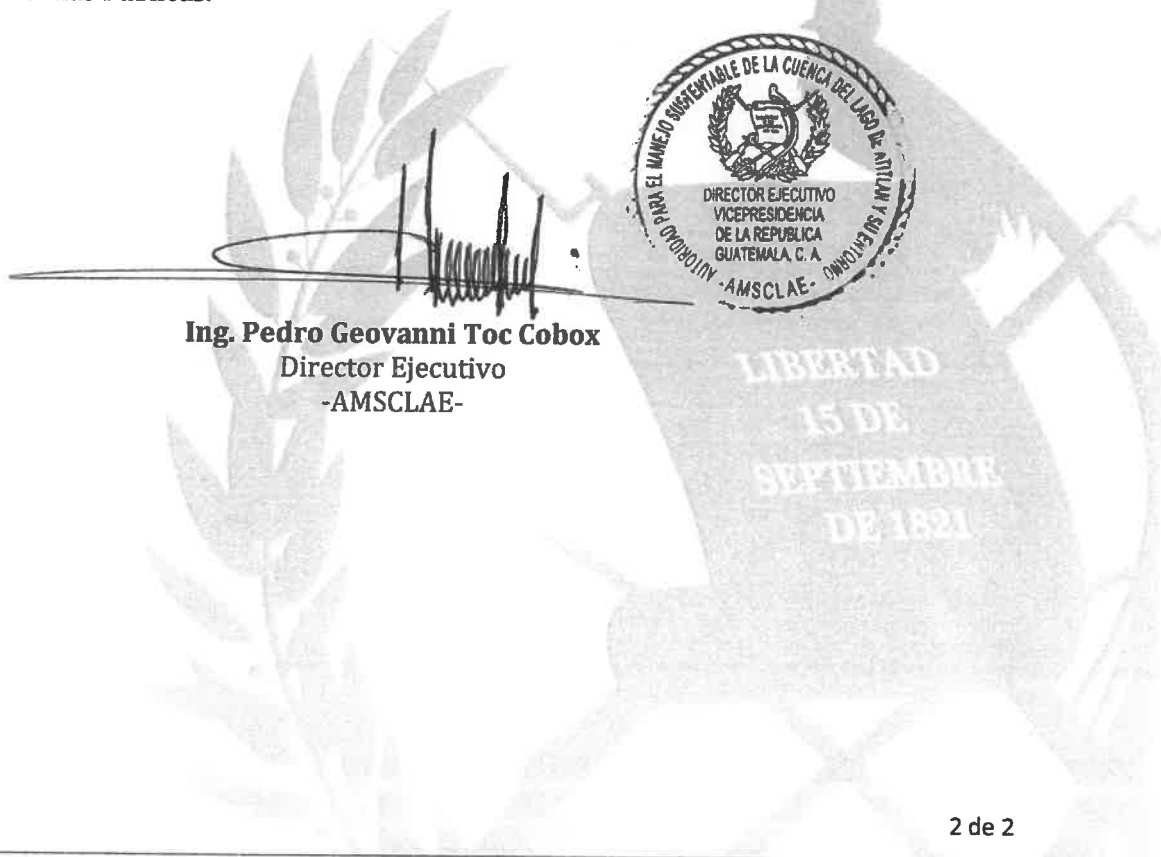 AUTORIDAD PARA EL MANEJO SUSTENTABLE DE LA CUENCA DEL LAGO DE ATITLAN Y SU ENTORNO
DIRECTOR EJECUTIVO
VICEPRESIDENCIA
DE LA REPUBLICA
GUATEMALA, C. A.
-AMSCLAE-
Ing. Pedro Geovanni Toc Cobox
Director Ejecutivo
-AMSCLAE-
LIBERTAD
15 DE
SEPTIEMBRE
DE 1821
2 de 2